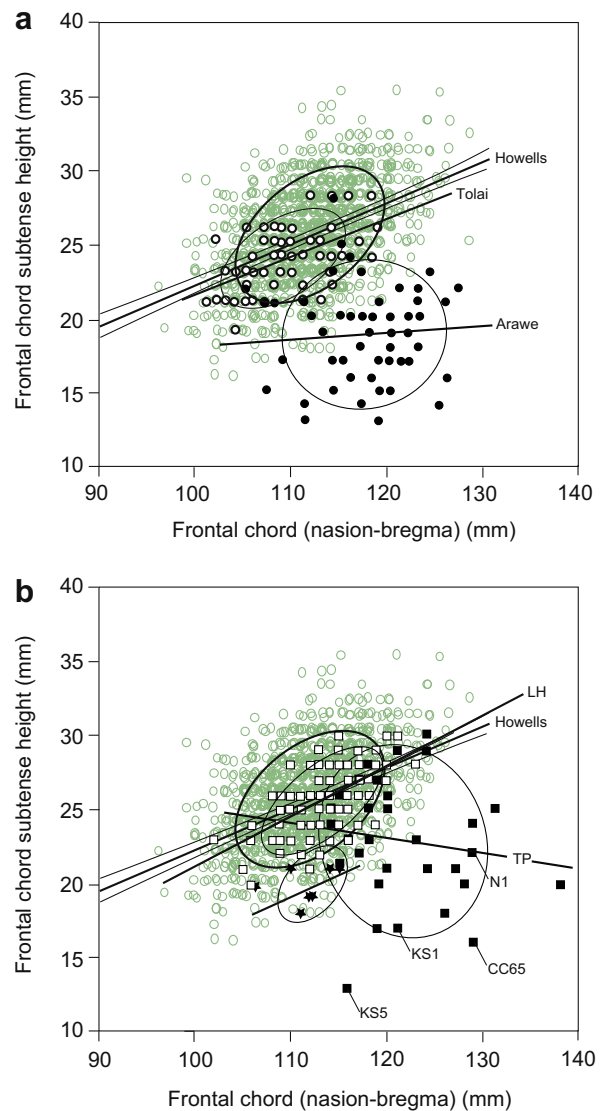 a
40
35
30
25
20
15
10
Frontal chord subtense height (mm)
Howells
Tolai
Arawe
90 100 110 120 130 140
Frontal chord (nasion-bregma) (mm)
b
40
35
30
25
20
15
10
Frontal chord subtense height (mm)
LH
Howells
TP
N1
KS1
CC65
KS5
90 100 110 120 130 140
Frontal chord (nasion-bregma) (mm)